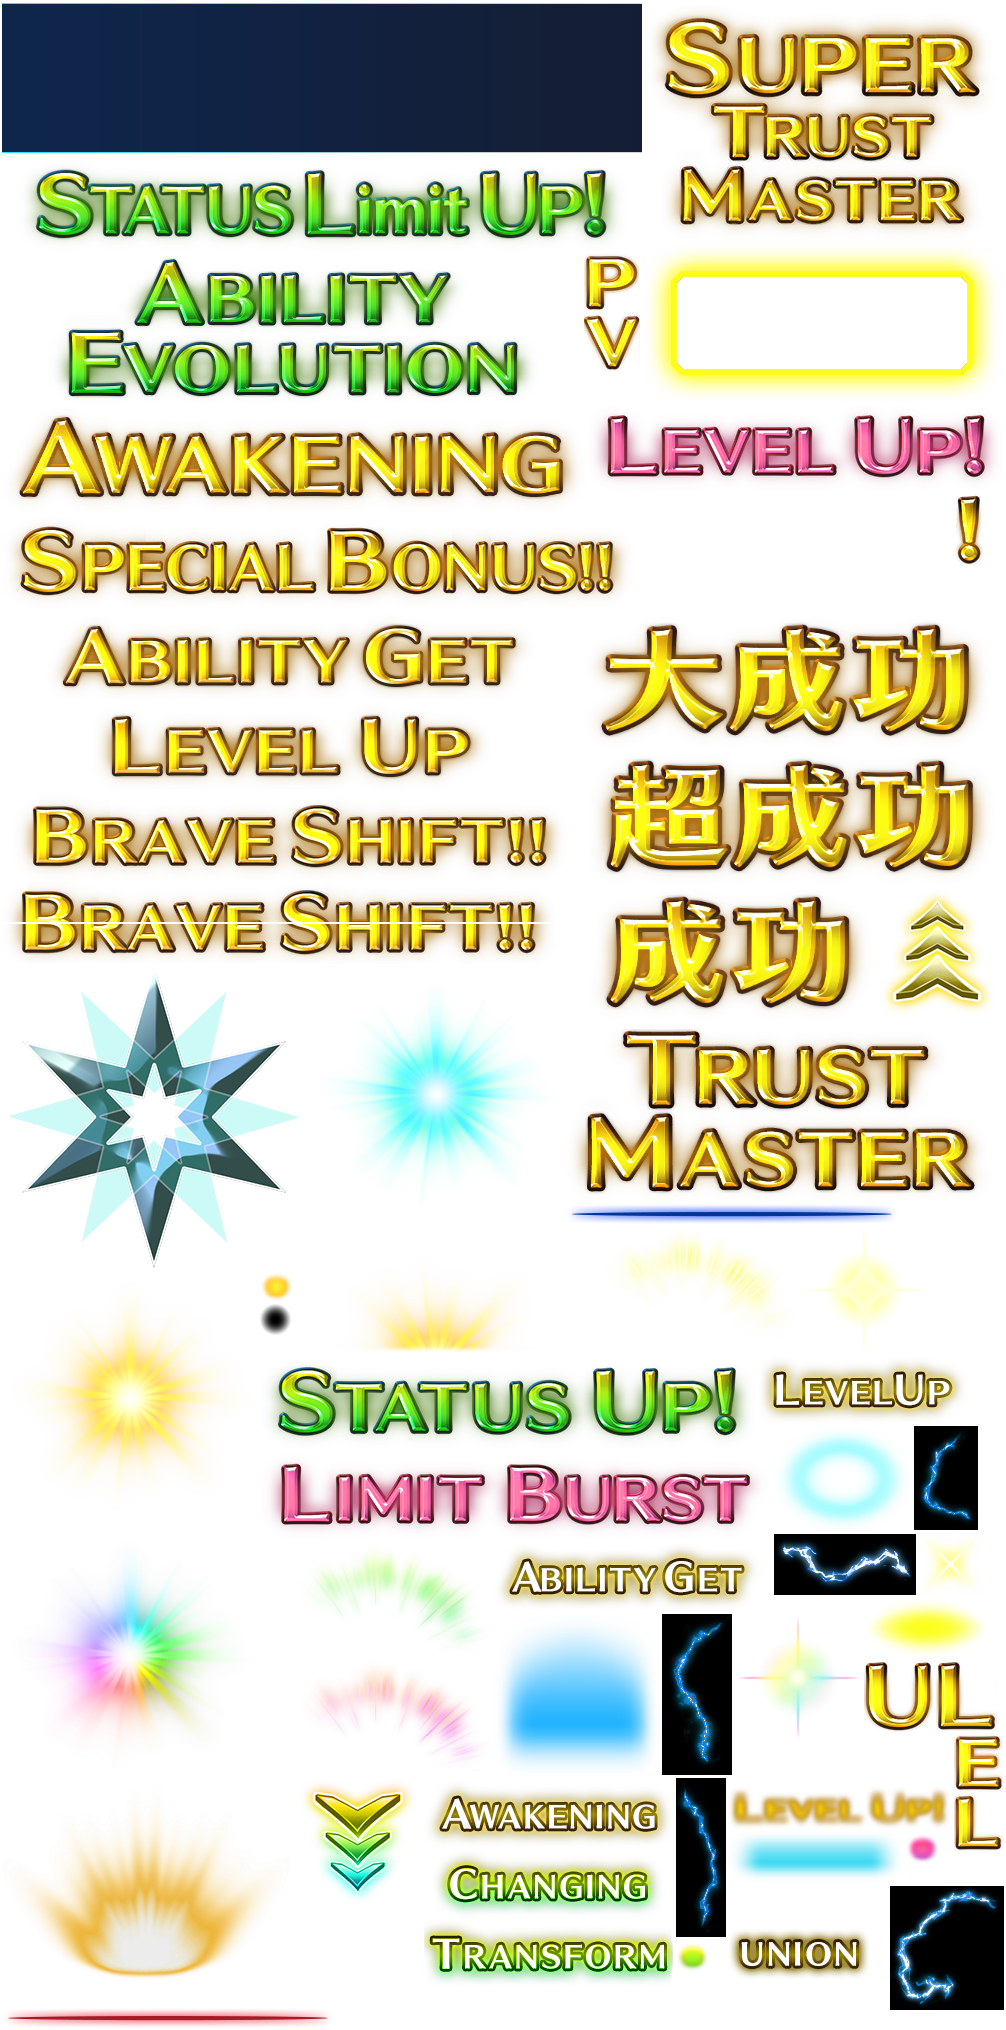 SUPER
TRUST
MASTER
STATUS Limit UP!
ABILITY
EVOLUTION
P
V
AWAKENING
LEVEL UP!
!
SPECIAL BONUS!!
ABILITY GET
大成功
LEVEL UP
超成功
BRAVE SHIFT!!
BRAVE SHIFT!!
成功
TRUST
MASTER
STATUS UP!
LEVELUP
LIMIT BURST
ABILITY GET
UL
E
L
AWAKENING
LEVEL UP!
CHANGING
TRANSFORM
UNION